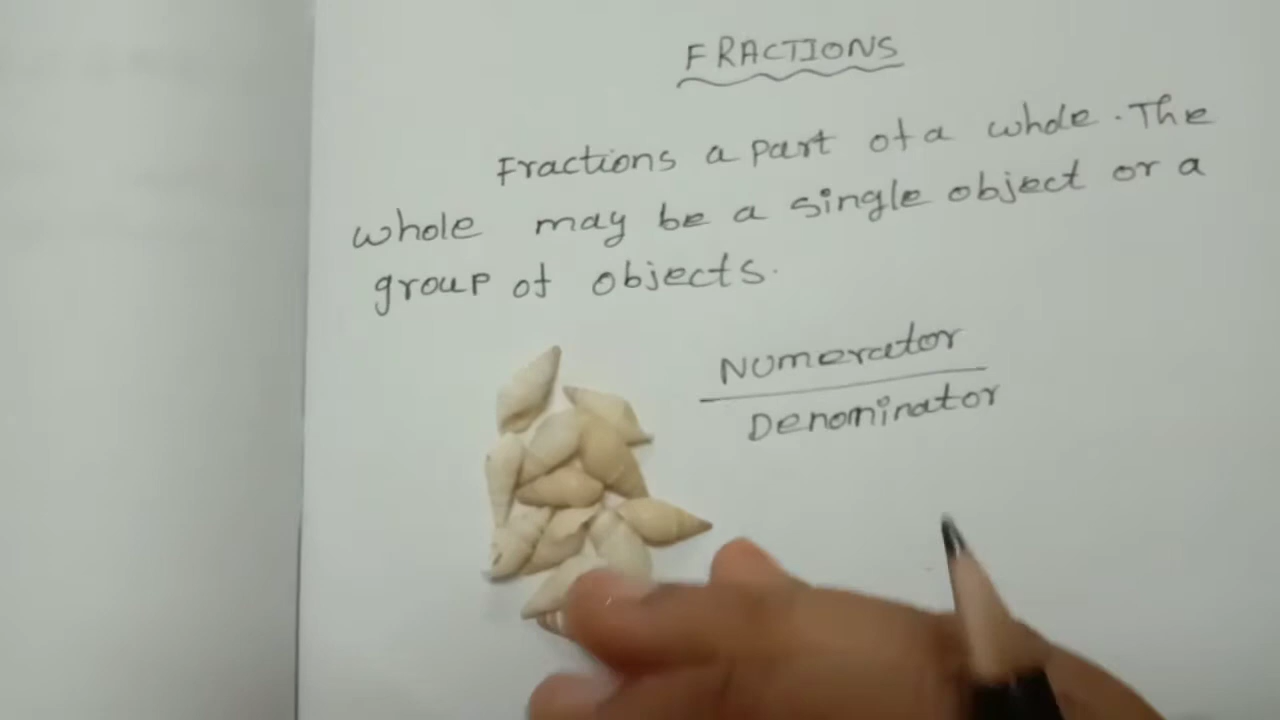 FRACTIONS
Fractions a part of a whole. The
whole may be a single object or a
group of objects.
Numerator
Denominator